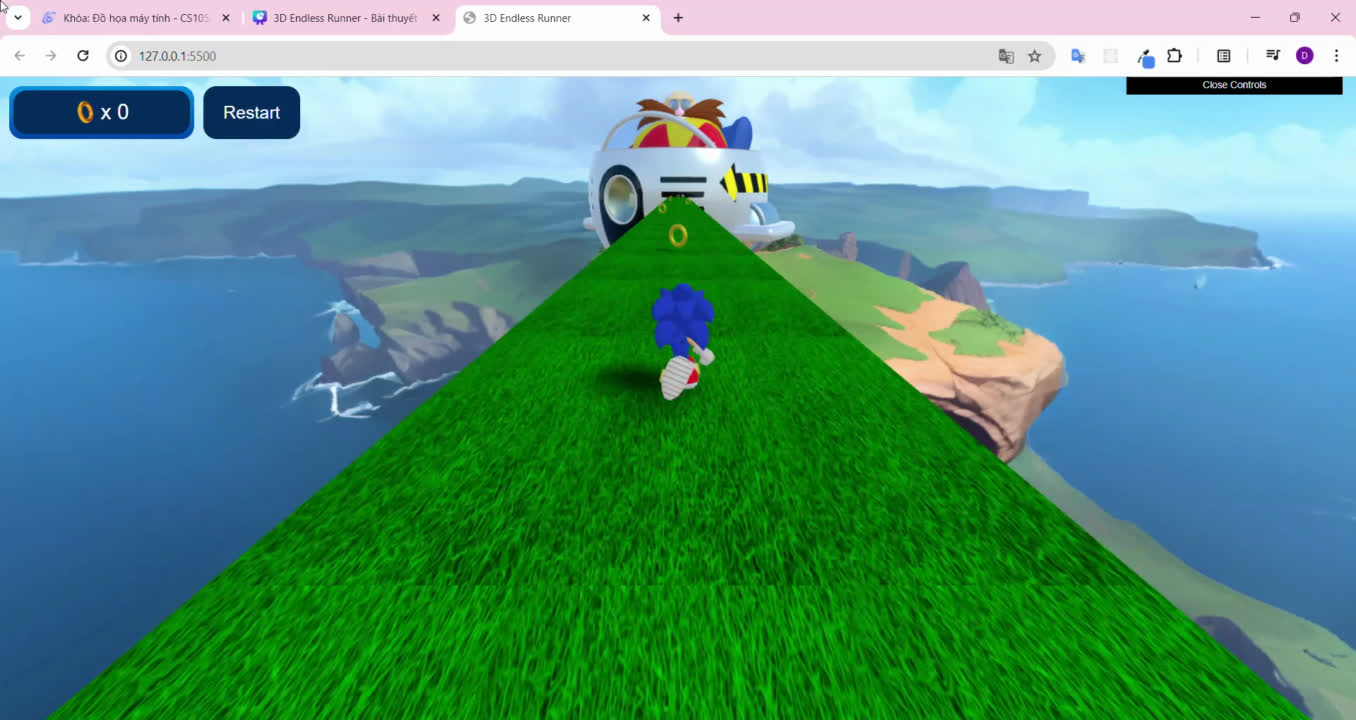 Khóa: Đồ họa máy tính - CS105
3D Endless Runner - Bài thuyết
3D Endless Runner
127.0.0.1:5500
D
x 0
Restart
Close Controls